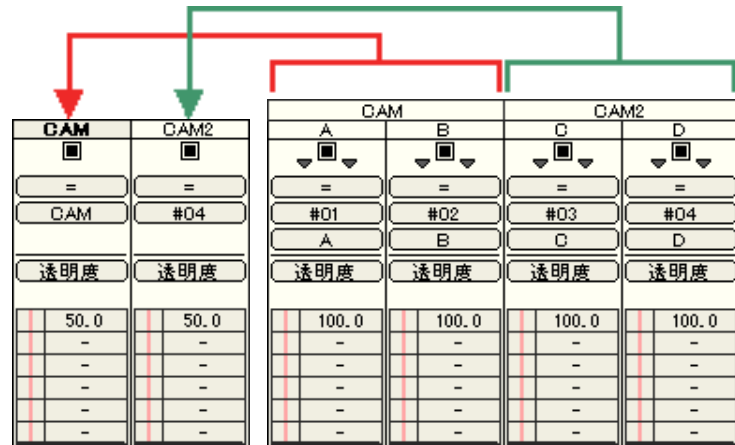 CAM CAM2
CAM CAM2 A B C D
= = = = = =
CAM #04 #01 #02 #03 #04
A B C D
透明度 透明度 透明度 透明度 透明度 透明度
50.0 50.0 100.0 100.0 100.0 100.0
- - - - - -
- - - - - -
- - - - - -
- - - - - -
- - - - - -